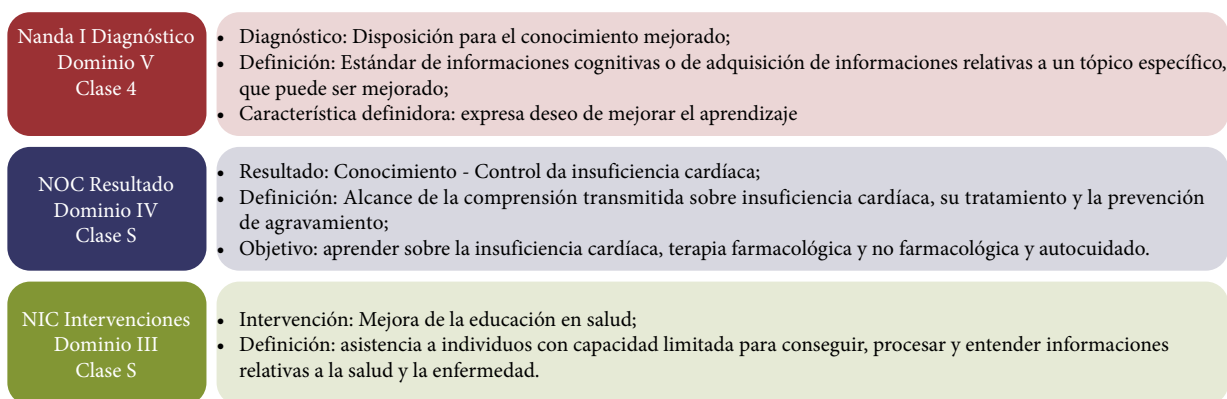 Nanda I Diagnóstico
Dominio V
Clase 4
• Diagnóstico: Disposición para el conocimiento mejorado;
• Definición: Estándar de informaciones cognitivas o de adquisición de informaciones relativas a un tópico específico,
que puede ser mejorado;
• Característica definidora: expresa deseo de mejorar el aprendizaje
NOC Resultado
Dominio IV
Clase S
• Resultado: Conocimiento - Control da insuficiencia cardíaca;
• Definición: Alcance de la comprensión transmitida sobre insuficiencia cardíaca, su tratamiento y la prevención
de agravamiento;
• Objetivo: aprender sobre la insuficiencia cardíaca, terapia farmacológica y no farmacológica y autocuidado.
NIC Intervenciones
Dominio III
Clase S
• Intervención: Mejora de la educación en salud;
• Definición: asistencia a individuos con capacidad limitada para conseguir, procesar y entender informaciones
relativas a la salud y la enfermedad.